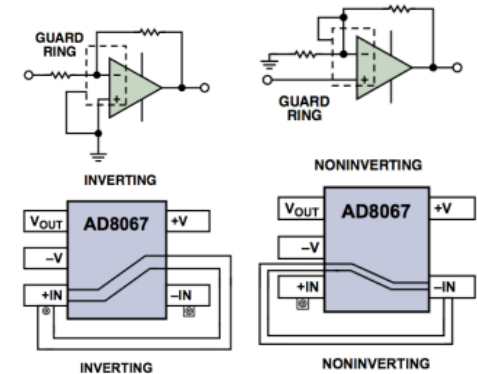 GUARD
RING
−
+
INVERTING
−
+
GUARD
RING
NONINVERTING
VOUT
AD8067
+V
−V
+IN
−IN
INVERTING
VOUT
AD8067
+V
−V
+IN
−IN
NONINVERTING